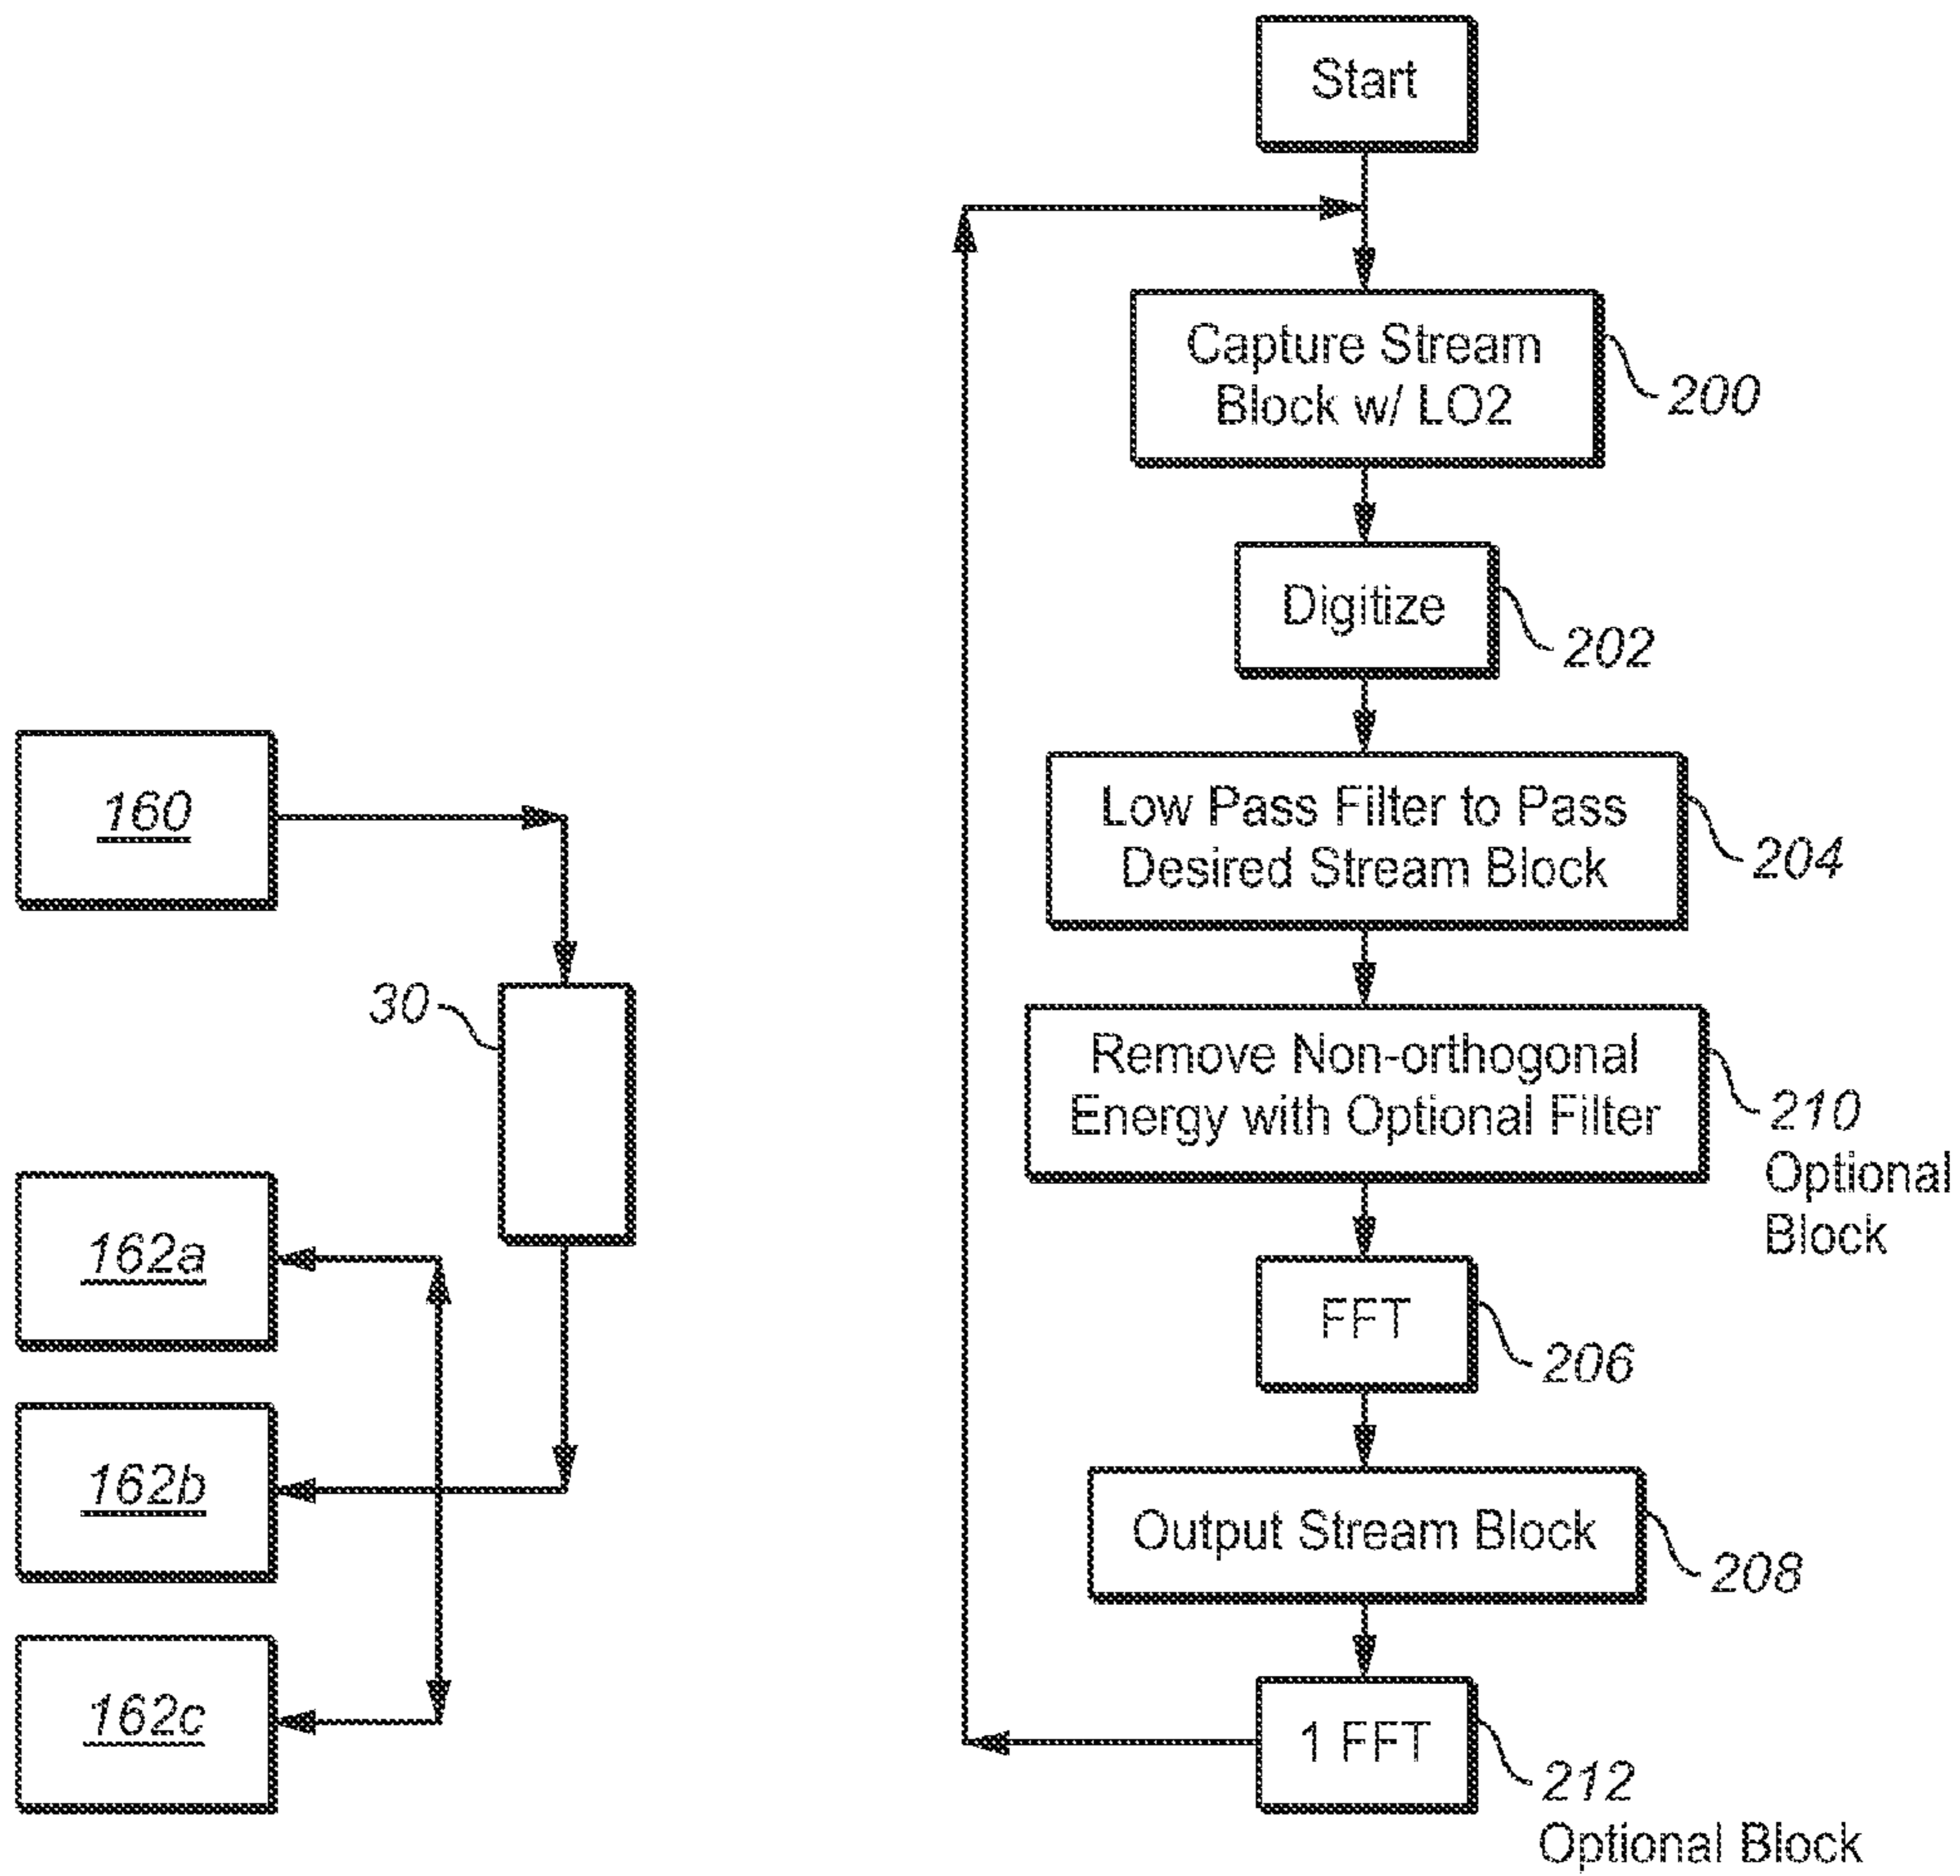 Start
Capture Stream
Block w/ LO2
200
Digitize
202
Low Pass Filter to Pass
Desired Stream Block
204
Remove Non-orthogonal
Energy with Optional Filter
210
Optional
Block
FFT
206
Output Stream Block
208
1 FFT
212
Optional Block
160
30
162a
162b
162c